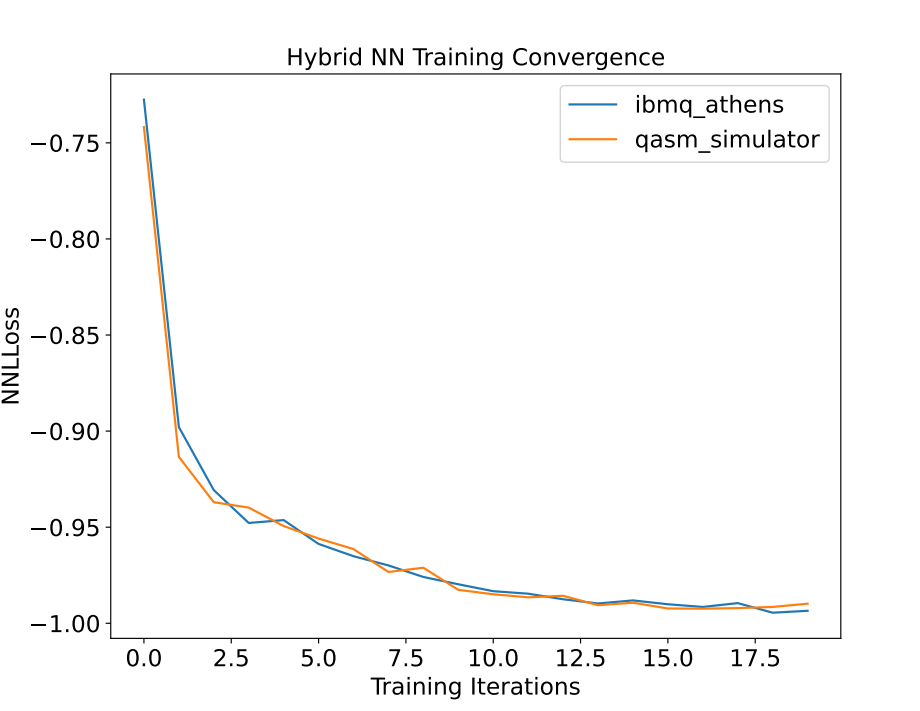 Hybrid NN Training Convergence
ibmq_athens
qasm_simulator
NNLLoss
−0.75
−0.80
−0.85
−0.90
−0.95
−1.00
0.0 2.5 5.0 7.5 10.0 12.5 15.0 17.5
Training Iterations